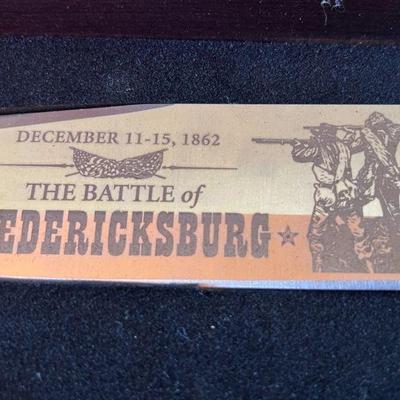 DECEMBER 11-15, 1862
THE BATTLE of
EDERICKSBURG